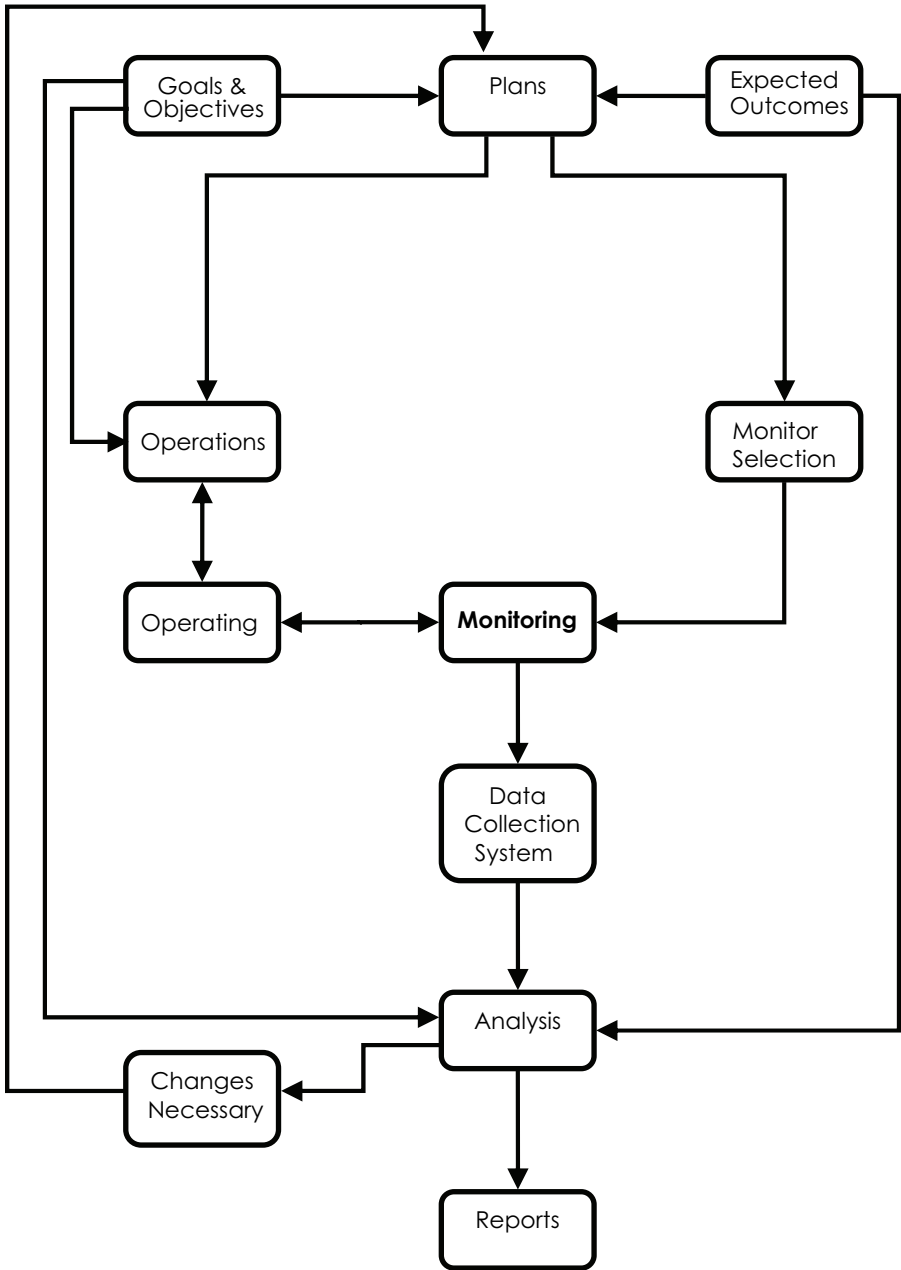 Goals &
Objectives
Plans
Expected
Outcomes
Operations
Monitor
Selection
Operating
Monitoring
Data
Collection
System
Analysis
Changes
Necessary
Reports